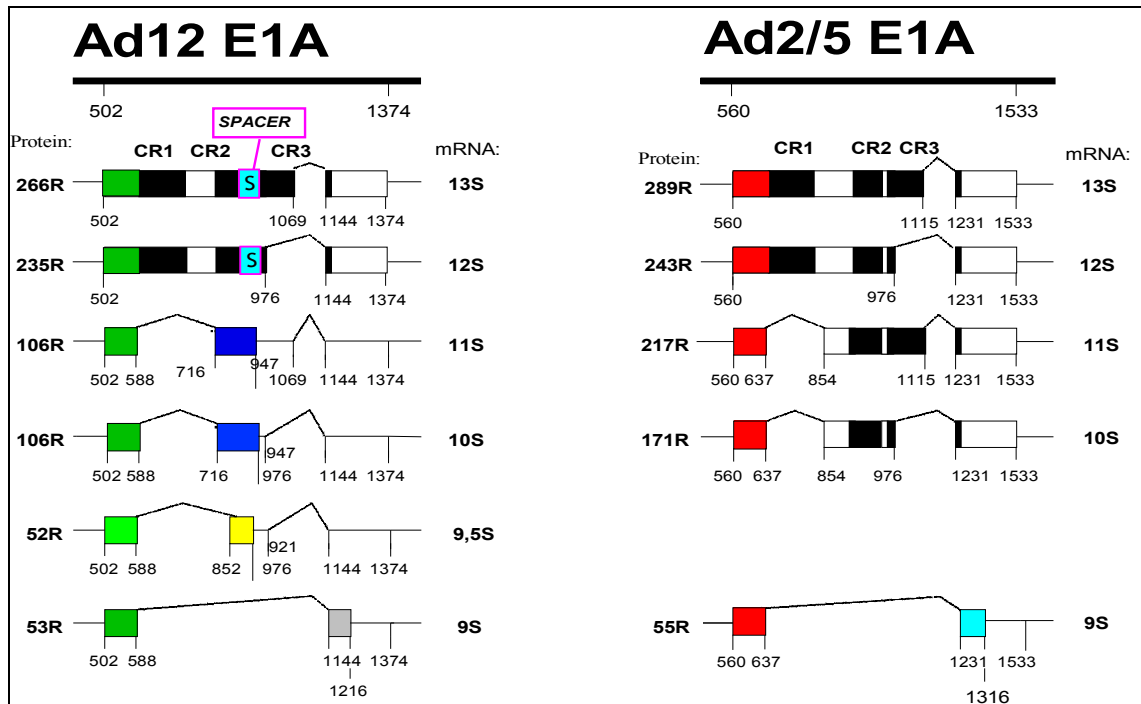 Ad12 E1A
502 1374
SPACER
Protein: CR1 CR2 CR3 mRNA:
266R S 13S
502 1069 1144 1374
235R S 12S
502 976 1144 1374
106R 11S
502 588 716 947 1069 1144 1374
106R 10S
947
502 588 716 976 1144 1374
52R 9,5S
921
502 588 852 976 1144 1374
53R 9S
502 588 1144 1374
1216
Ad2/5 E1A
560 1533
CR1 CR2 CR3
Protein: mRNA:
289R 13S
560 1115 1231 1533
243R 12S
560 976 1231 1533
217R 11S
560 637 854 1115 1231 1533
171R 10S
560 637 854 976 1231 1533
55R 9S
560 637 1231 1533
1316